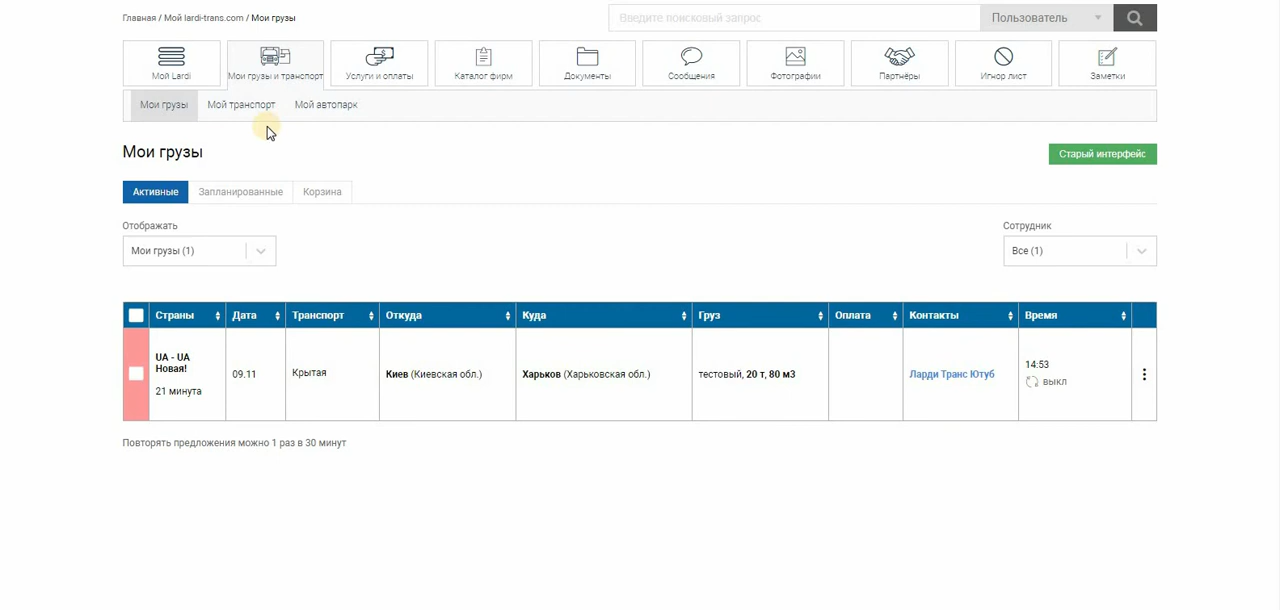 Главная / Мой lardi-trans.com / Мои грузы
Введите поисковый запрос
Пользователь
Мой Lardi
Мои грузы и транспорт
Услуги и оплаты
Каталог фирм
Документы
Сообщения
Фотографии
Партнёры
Игнор лист
Заметки
Мои грузы
Мой транспорт
Мой автопарк
Мои грузы
Старый интерфейс
Активные
Запланированные
Корзина
Отображать
Сотрудник
Мои грузы (1)
Все (1)
Страны
Дата
Транспорт
Откуда
Куда
Груз
Оплата
Контакты
Время
UA - UA
Новая!
21 минута
09.11
Крытая
Киев (Киевская обл.)
Харьков (Харьковская обл.)
тестовый, 20 т, 80 м3
Ларди Транс Ютуб
14:53
выкл
Повторять предложения можно 1 раз в 30 минут